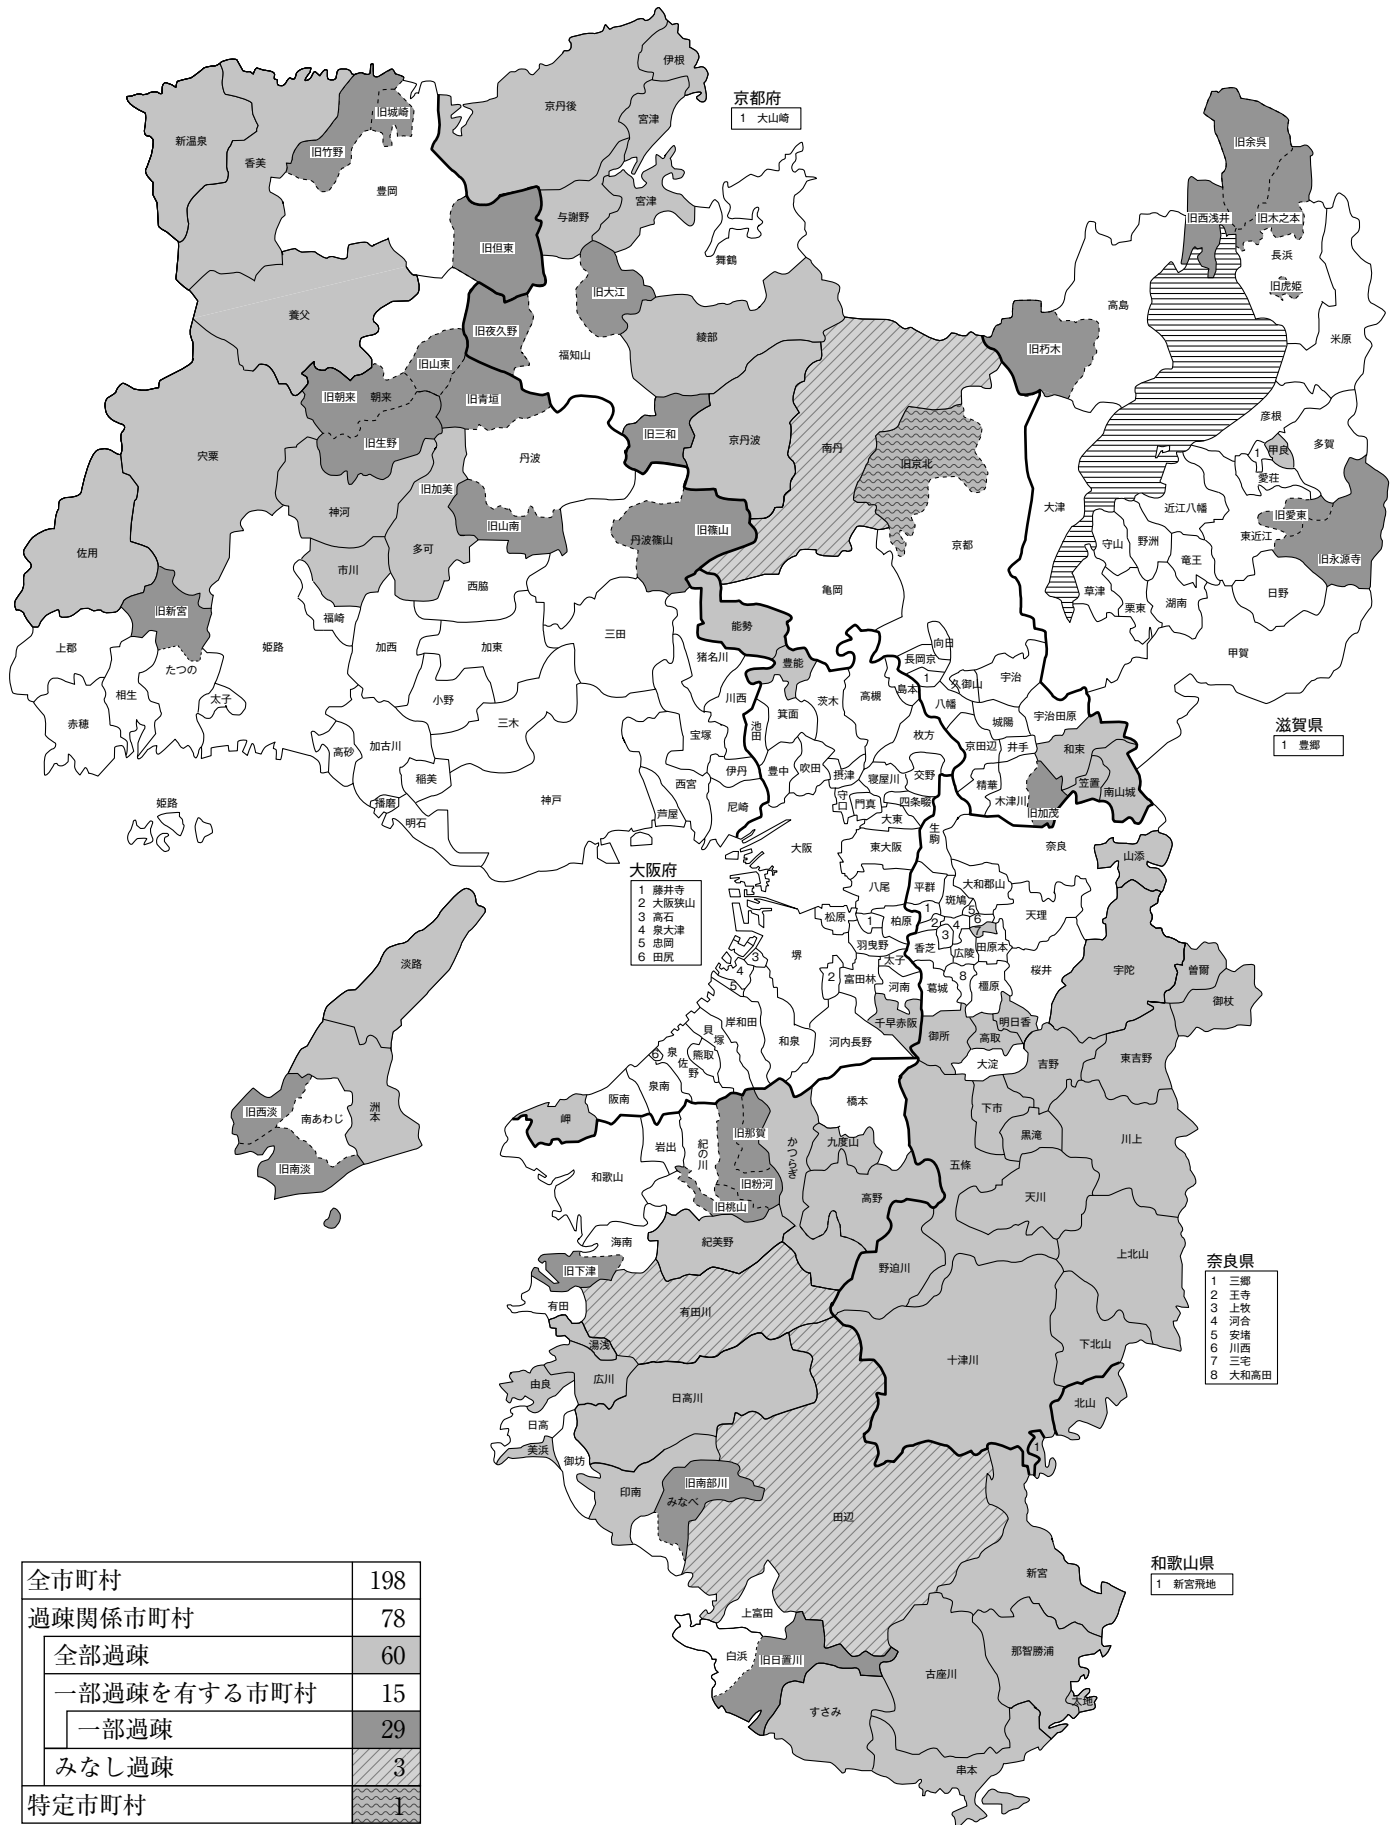 京都府
1 大山崎
伊根
京丹後
宮津
旧城崎
新温泉
旧竹野
香美
豊岡
宮津
与謝野
旧但東
舞鶴
旧大江
養父
旧夜久野
綾部
福知山
旧山東
旧朝来 朝来
旧青垣
旧三和
京丹波
旧生野
南丹
宍粟
丹波
旧京北
旧加美
神河
旧山南
旧篠山
丹波篠山
多可
佐用
市川
西脇
亀岡
京都
旧新宮
福崎
上郡
たつの
姫路
加西
加東
三田
能勢
猪名川
豊能
相生
太子
小野
川西
赤穂
三木
高砂
加古川
稲美
播磨
明石
神戸
姫路
宝塚
西宮
芦屋
伊丹
尼崎
池田
箕面
茨木
高槻
島本
豊中
吹田
摂津
寝屋川
枚方
交野
守口
門真
四条畷
大東
大阪
東大阪
八尾
向日
長岡京
1
久御山
宇治
八幡
城陽
宇治田原
京田辺
井手
和東
精華
木津川
旧加茂
笠置
南山城
旧余呉
旧西浅井
旧木之本
長浜
旧虎姫
高島
米原
旧朽木
彦根
1
甲良
多賀
愛荘
大津
近江八幡
旧愛東
東近江
守山
野洲
竜王
旧永源寺
草津
栗東
湖南
日野
甲賀
滋賀県
1 豊郷
大阪府
1 藤井寺
2 大阪狭山
3 高石
4 泉大津
5 忠岡
6 田尻
松原
1
柏原
羽曳野
太子
堺
3
4
5
2
富田林
河南
千早赤阪
河内長野
岸和田
和泉
貝塚
6
泉佐野
熊取
泉南
阪南
岬
生駒
奈良
山添
平群
大和郡山
斑鳩
1
2
3
4
5
6
7
天理
香芝
広陵
田原本
8
葛城
橿原
桜井
宇陀
曽爾
御杖
御所
高取
明日香
大淀
吉野
東吉野
下市
黒滝
川上
五條
天川
上北山
野迫川
十津川
下北山
北山
1
奈良県
1 三郷
2 王寺
3 上牧
4 河合
5 安堵
6 川西
7 三宅
8 大和高田
淡路
旧西淡
南あわじ
洲本
旧南淡
橋本
岩出
紀の川
旧那賀
かつらぎ
九度山
和歌山
旧粉河
旧桃山
高野
海南
紀美野
旧下津
有田
有田川
湯浅
由良
広川
日高川
日高
美浜
御坊
印南
旧南部川
みなべ
田辺
上富田
白浜
旧日置川
すさみ
古座川
新宮
那智勝浦
太地
串本
和歌山県
1 新宮飛地
全市町村 198
過疎関係市町村 78
全部過疎 60
一部過疎を有する市町村 15
一部過疎 29
みなし過疎 3
特定市町村 1